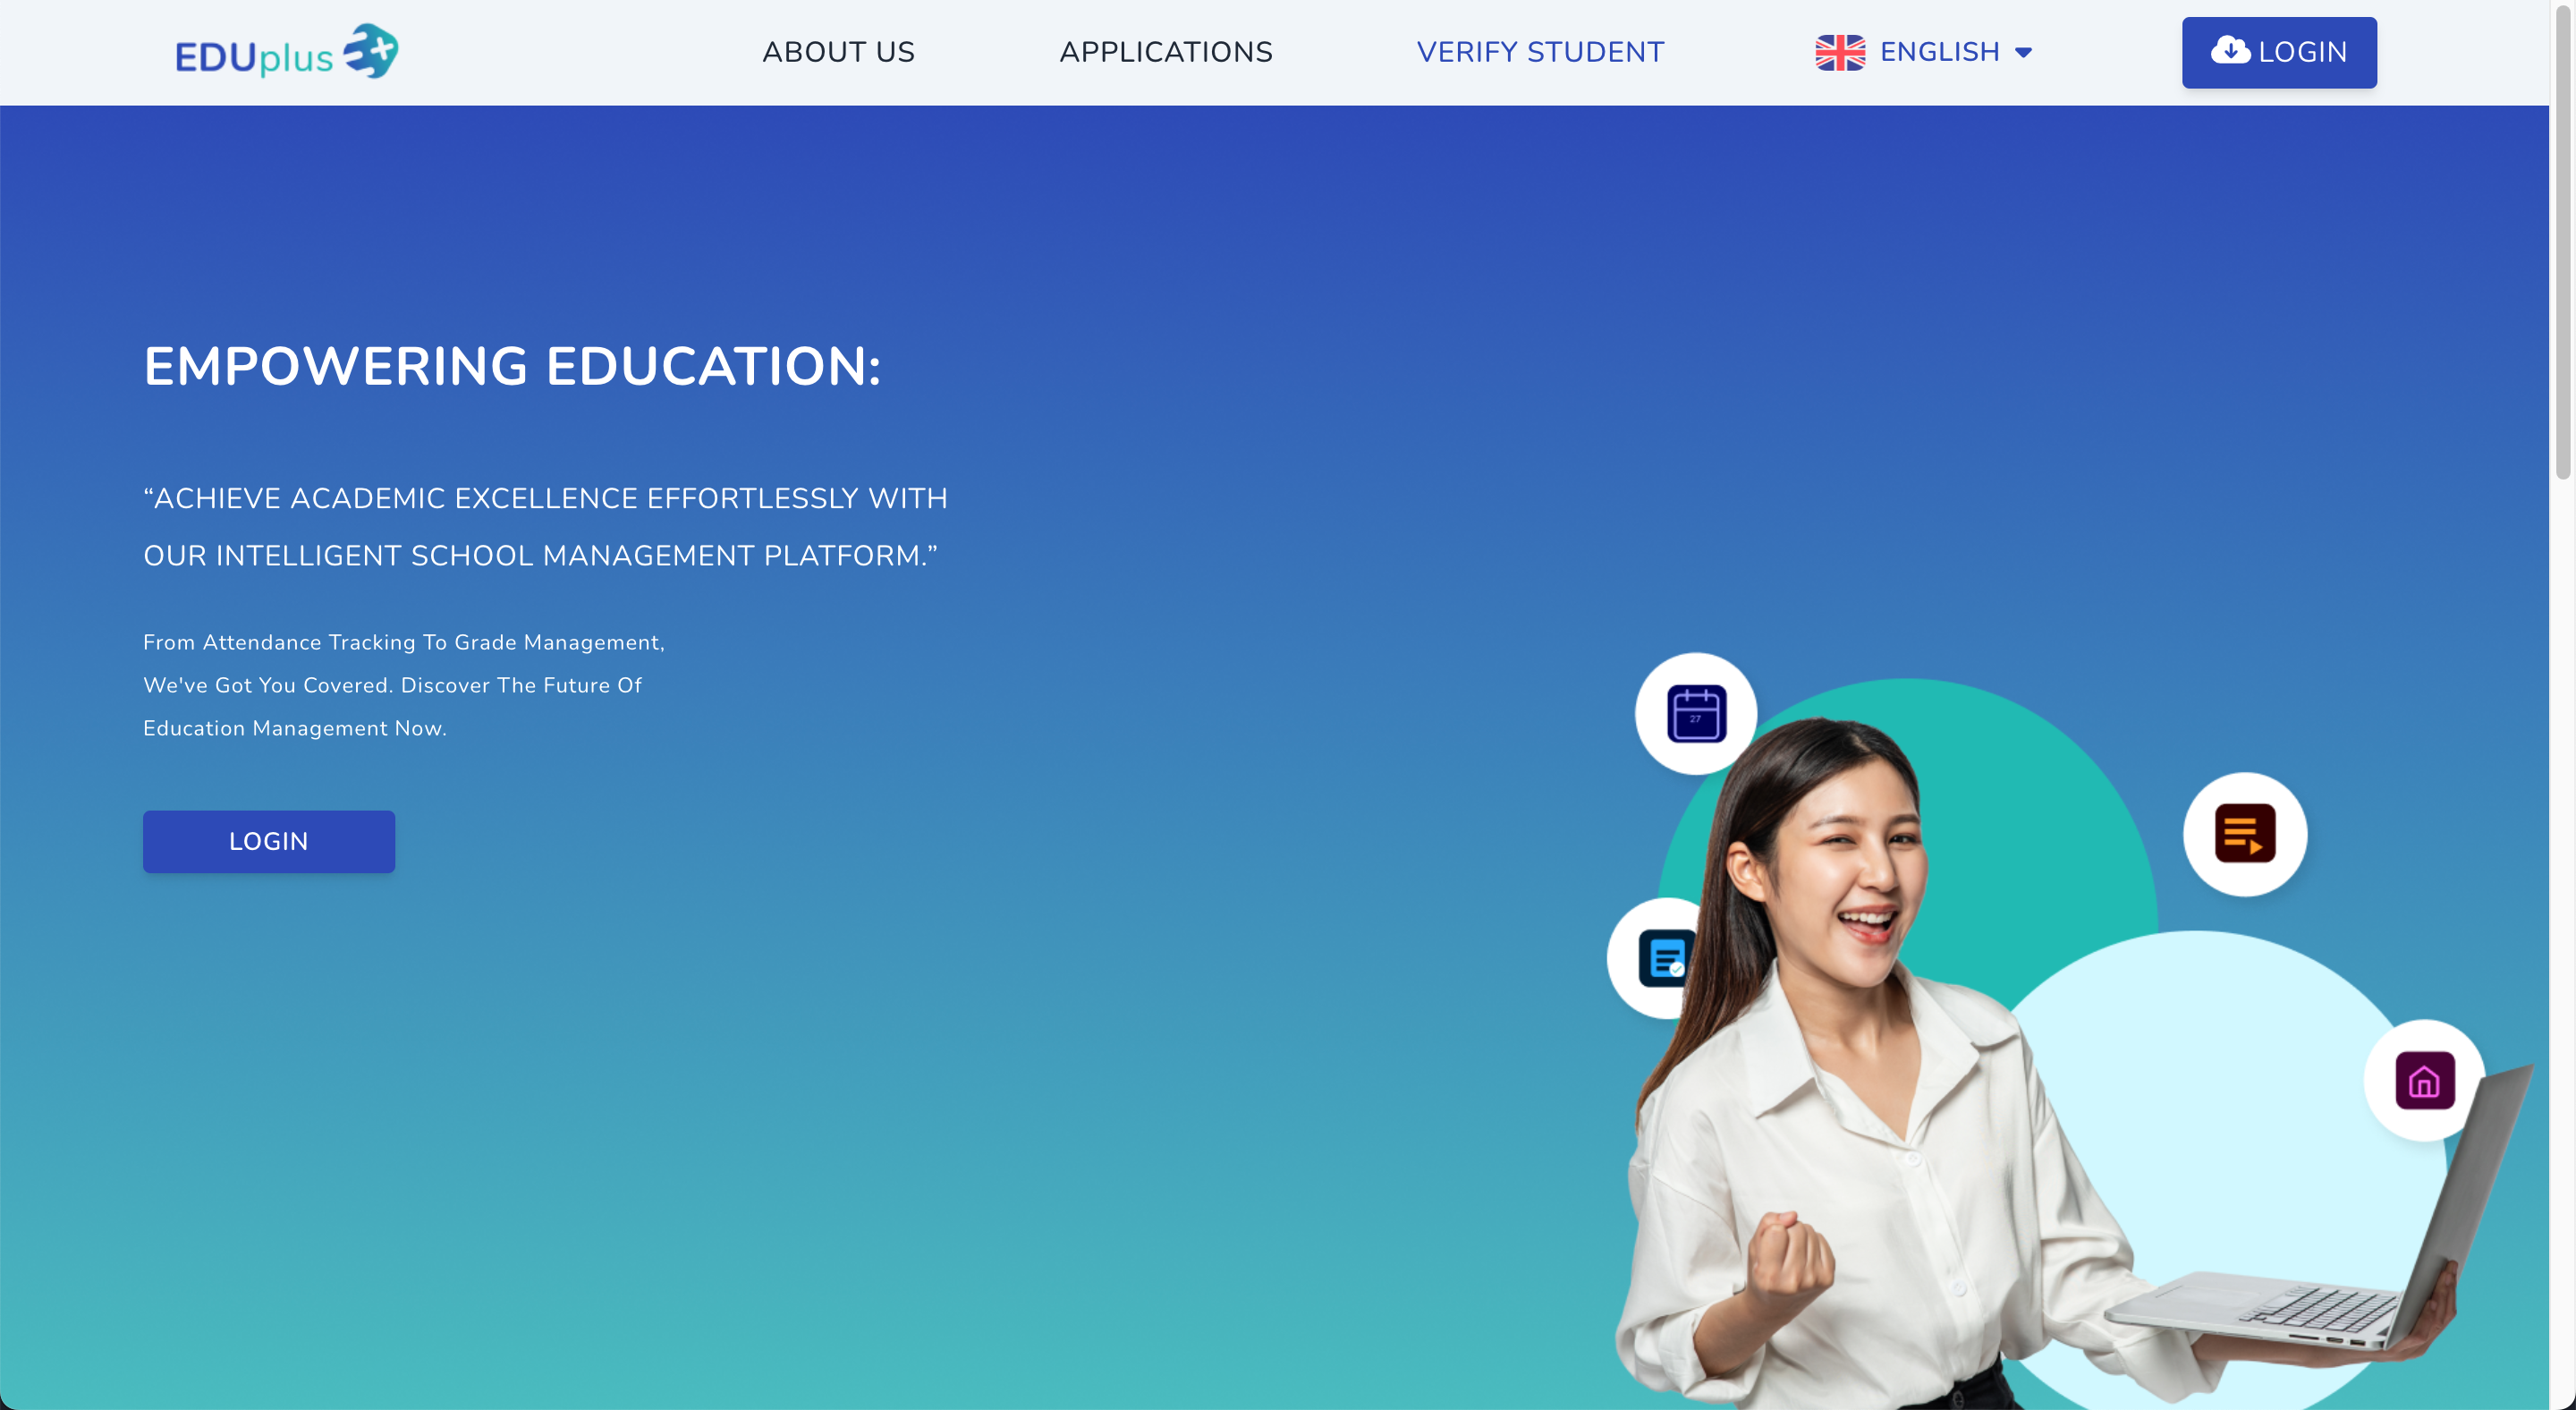 EDUplus
ABOUT US
APPLICATIONS
VERIFY STUDENT
ENGLISH
LOGIN
EMPOWERING EDUCATION:
“ACHIEVE ACADEMIC EXCELLENCE EFFORTLESSLY WITH
OUR INTELLIGENT SCHOOL MANAGEMENT PLATFORM.”
From Attendance Tracking To Grade Management,
We've Got You Covered. Discover The Future Of
Education Management Now.
LOGIN
27